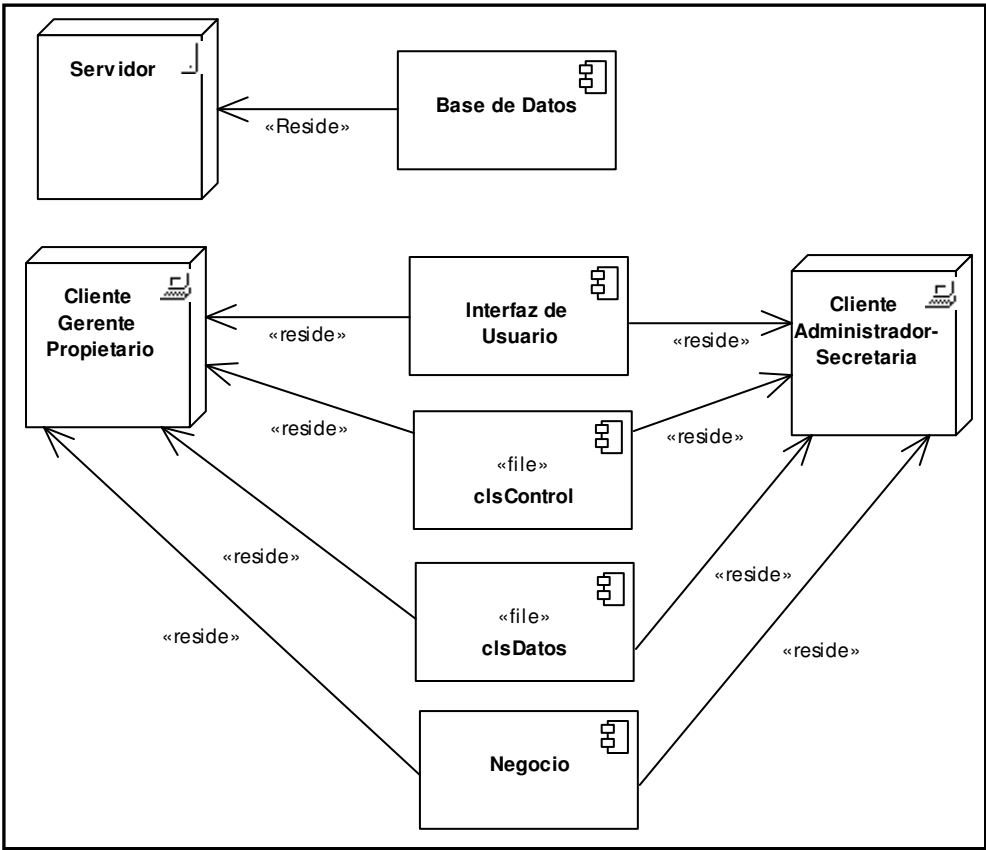 Servidor
Base de Datos
«Reside»
Cliente
Gerente
Propietario
«reside»
Interfaz de
Usuario
«reside»
Cliente
Administrador-
Secretaria
«reside»
«file»
clsControl
«reside»
«reside»
«file»
clsDatos
«reside»
«reside»
Negocio
«reside»